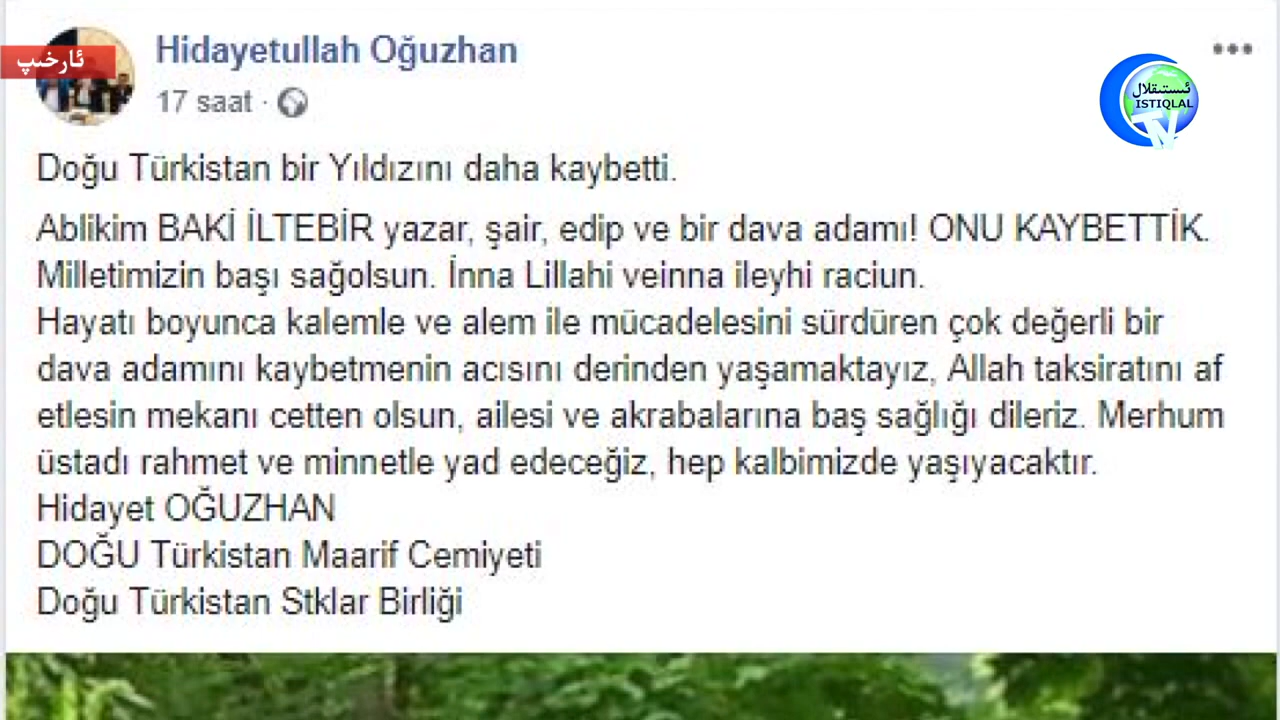 Hidayetullah Oğuzhan
ئارخىپ
17 saat ·
ئىستىقلال
ISTIQLAL
TV
Doğu Türkistan bir Yıldızını daha kaybetti.
Ablikim BAKİ İLTEBİR yazar, şair, edip ve bir dava adamı! ONU KAYBETTİK.
Milletimizin başı sağolsun. İnna Lillahi veinna ileyhi raciun.
Hayatı boyunca kalemle ve alem ile mücadelesini sürdüren çok değerli bir
dava adamını kaybetmenin acısını derinden yaşamaktayız, Allah taksiratını af
etlesin mekanı cetten olsun, ailesi ve akrabalarına baş sağlığı dileriz. Merhum
üstadı rahmet ve minnetle yad edeceğiz, hep kalbimizde yaşıyacaktır.
Hidayet OĞUZHAN
DOĞU Türkistan Maarif Cemiyeti
Doğu Türkistan Stklar Birliği